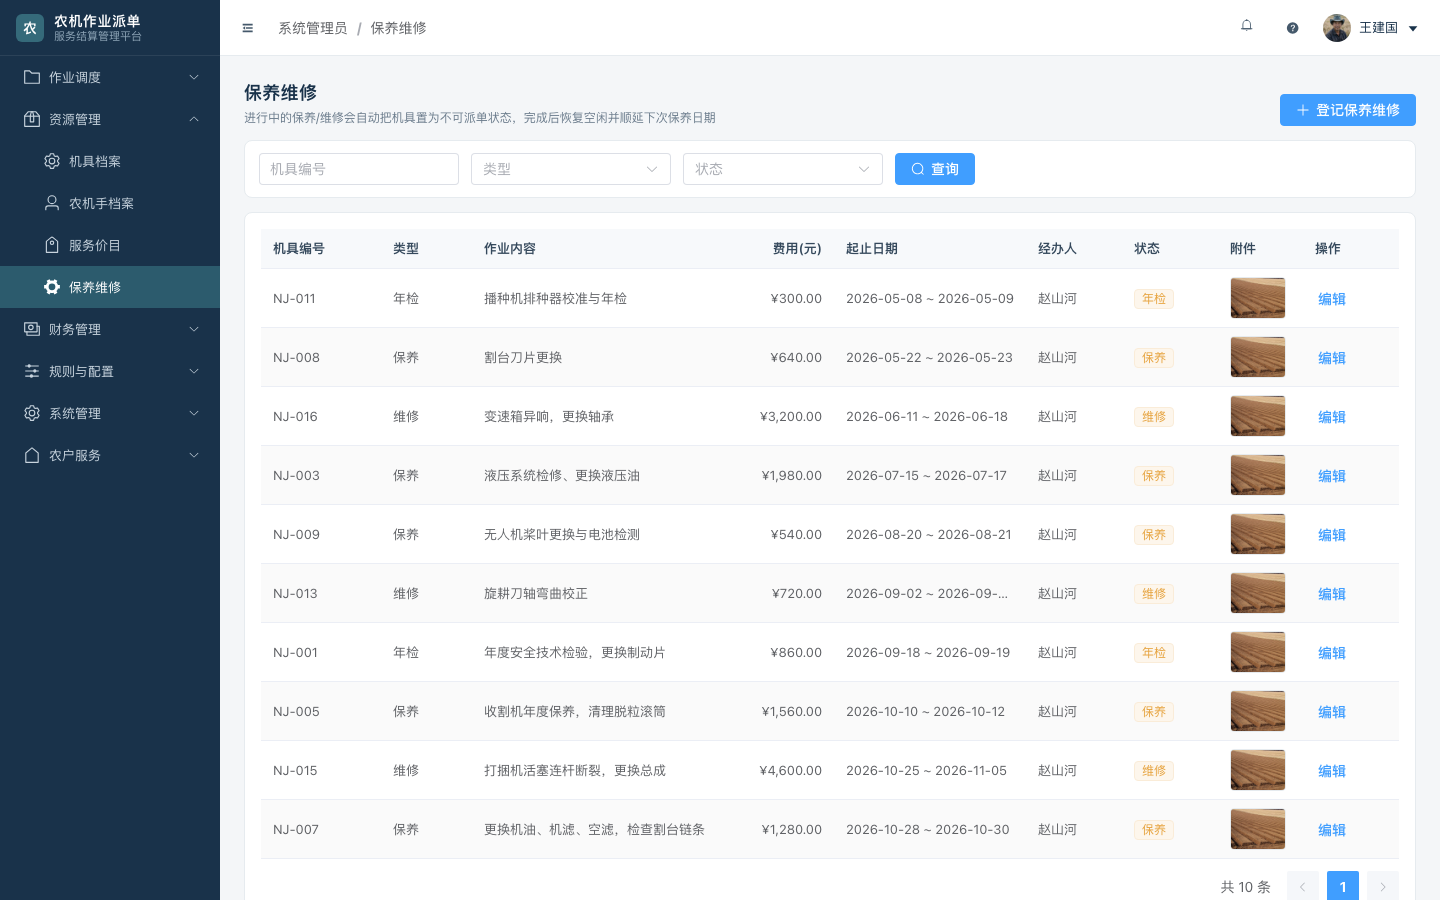 农
农机作业派单
服务结算管理平台
作业调度
资源管理
机具档案
农机手档案
服务价目
保养维修
财务管理
规则与配置
系统管理
农户服务
系统管理员 / 保养维修
王建国
保养维修
进行中的保养/维修会自动把机具置为不可派单状态，完成后恢复空闲并顺延下次保养日期
登记保养维修
机具编号 类型 状态 查询
机具编号 类型 作业内容 费用(元) 起止日期 经办人 状态 附件 操作
NJ-011 年检 播种机排种器校准与年检 ¥300.00 2026-05-08 ~ 2026-05-09 赵山河 年检 编辑
NJ-008 保养 割台刀片更换 ¥640.00 2026-05-22 ~ 2026-05-23 赵山河 保养 编辑
NJ-016 维修 变速箱异响，更换轴承 ¥3,200.00 2026-06-11 ~ 2026-06-18 赵山河 维修 编辑
NJ-003 保养 液压系统检修、更换液压油 ¥1,980.00 2026-07-15 ~ 2026-07-17 赵山河 保养 编辑
NJ-009 保养 无人机桨叶更换与电池检测 ¥540.00 2026-08-20 ~ 2026-08-21 赵山河 保养 编辑
NJ-013 维修 旋耕刀轴弯曲校正 ¥720.00 2026-09-02 ~ 2026-09-... 赵山河 维修 编辑
NJ-001 年检 年度安全技术检验，更换制动片 ¥860.00 2026-09-18 ~ 2026-09-19 赵山河 年检 编辑
NJ-005 保养 收割机年度保养，清理脱粒滚筒 ¥1,560.00 2026-10-10 ~ 2026-10-12 赵山河 保养 编辑
NJ-015 维修 打捆机活塞连杆断裂，更换总成 ¥4,600.00 2026-10-25 ~ 2026-11-05 赵山河 维修 编辑
NJ-007 保养 更换机油、机滤、空滤，检查割台链条 ¥1,280.00 2026-10-28 ~ 2026-10-30 赵山河 保养 编辑
共 10 条 1